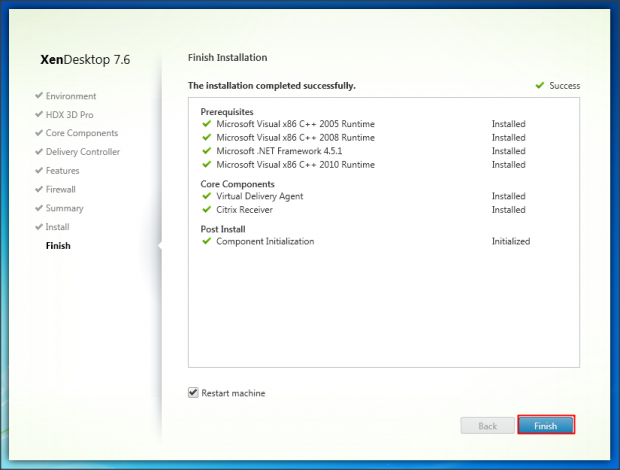 XenDesktop 7.6
Environment
HDX 3D Pro
Core Components
Delivery Controller
Features
Firewall
Summary
Install
Finish
Finish Installation
The installation completed successfully. Success
Prerequisites
Microsoft Visual x86 C++ 2005 Runtime Installed
Microsoft Visual x86 C++ 2008 Runtime Installed
Microsoft .NET Framework 4.5.1 Installed
Microsoft Visual x86 C++ 2010 Runtime Installed
Core Components
Virtual Delivery Agent Installed
Citrix Receiver Installed
Post Install
Component Initialization Initialized
Restart machine
Back Finish